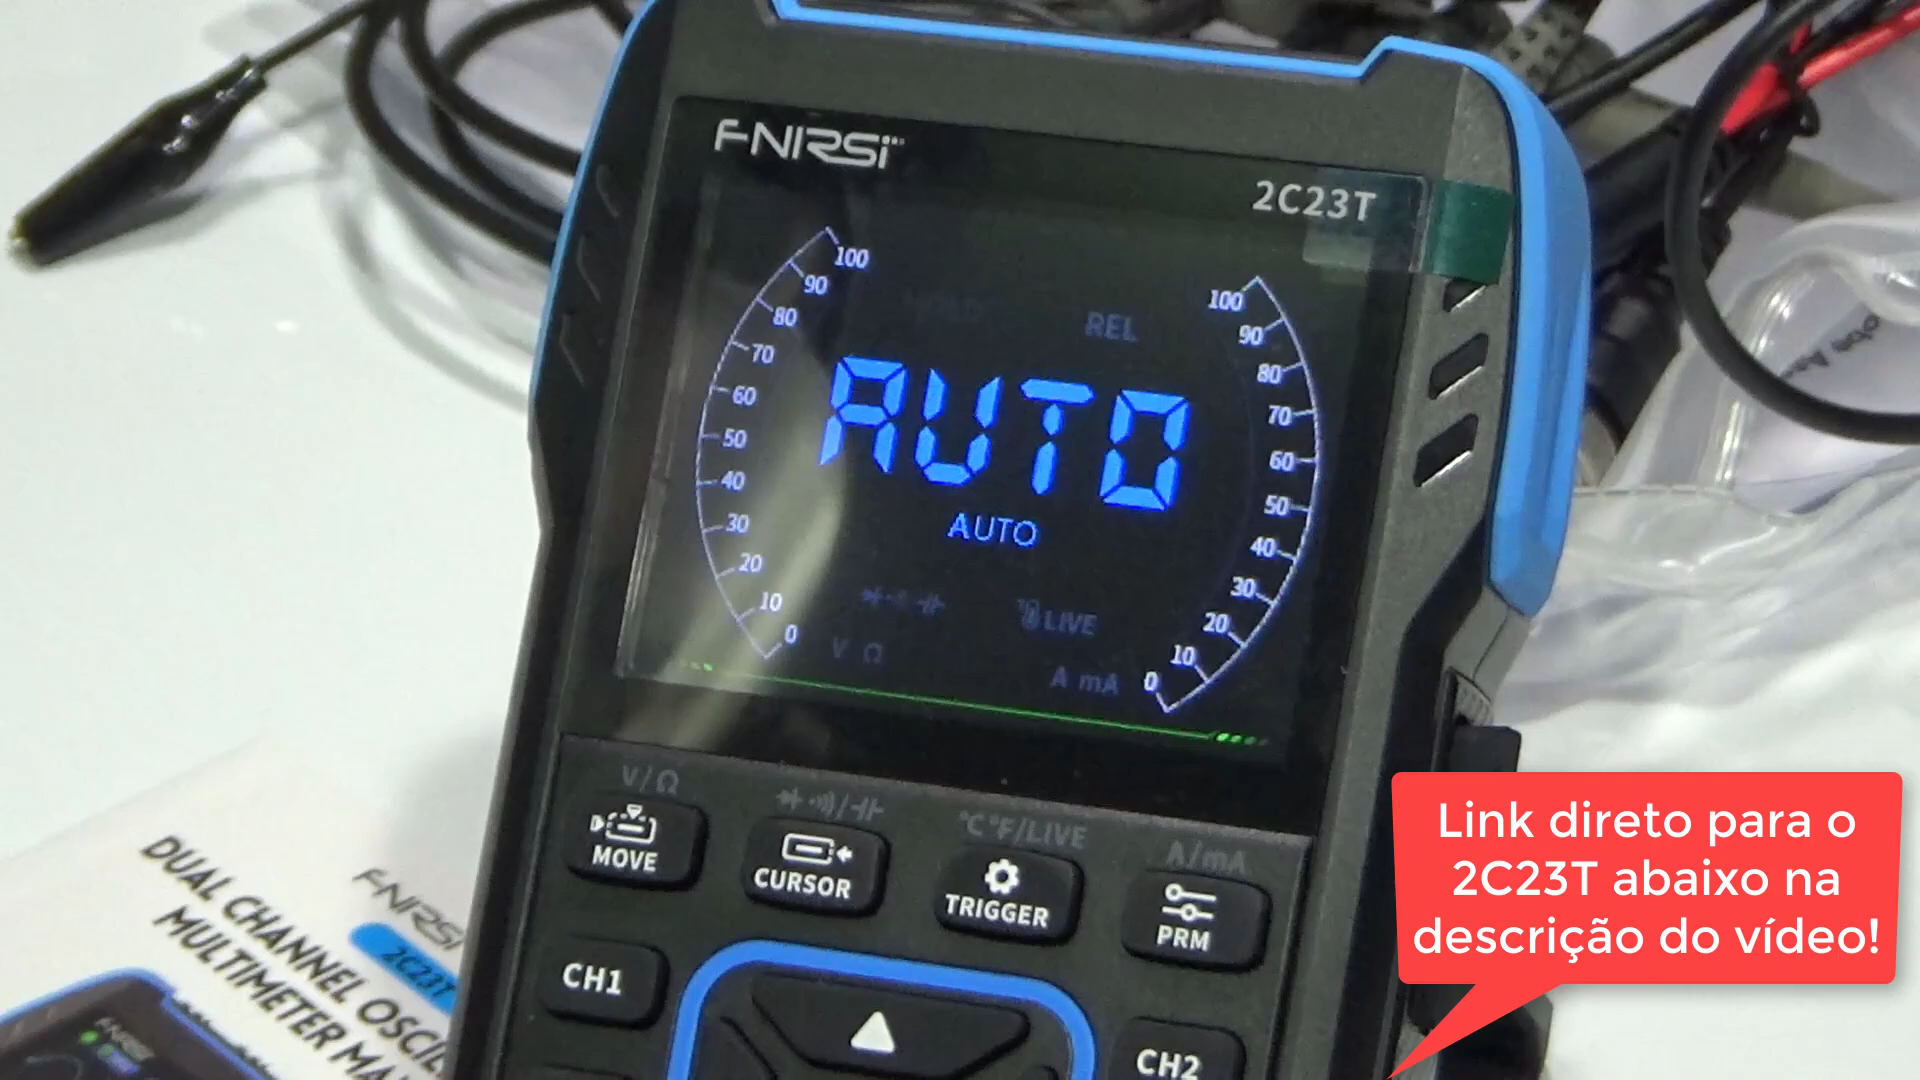 FNIRSI
2C23T
HOLD
REL
100
90
80
70
60
50
40
30
20
10
0
100
90
80
70
60
50
40
30
20
10
0
AUTO
AUTO
LIVE
V Ω
A mA
V/Ω
°C°F/LIVE
A/mA
MOVE
CURSOR
TRIGGER
PRM
CH1
CH2
FNIRSI
2C23T
DUAL CHANNEL
MULTIMETER
FNIRSI
Link direto para o
2C23T abaixo na
descrição do vídeo!